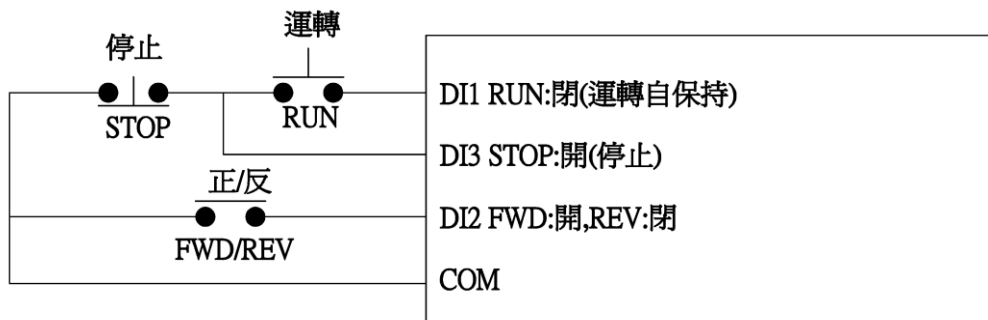 運轉
停止
DI1 RUN:閉(運轉自保持)
STOP
RUN
DI3 STOP:開(停止)
正/反
DI2 FWD:開,REV:閉
FWD/REV
COM